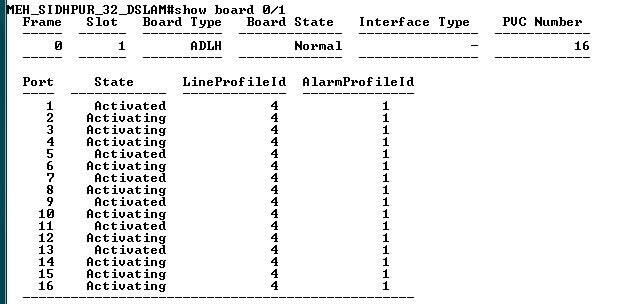 MEH_SIDHPUR_32_DSLAM#show board 0/1
Frame Slot Board Type Board State Interface Type PVC Number
----- ----- ---------- ----------- -------------- ----------
0 1 ADLH Normal - 16
----- ----- ---------- ----------- -------------- ----------
Port State LineProfileId AlarmProfileId
---- ---------- ------------- --------------
1 Activated 4 1
2 Activating 4 1
3 Activating 4 1
4 Activating 4 1
5 Activated 4 1
6 Activating 4 1
7 Activated 4 1
8 Activating 4 1
9 Activated 4 1
10 Activating 4 1
11 Activated 4 1
12 Activating 4 1
13 Activated 4 1
14 Activating 4 1
15 Activating 4 1
16 Activating 4 1
-------------------------------------------------